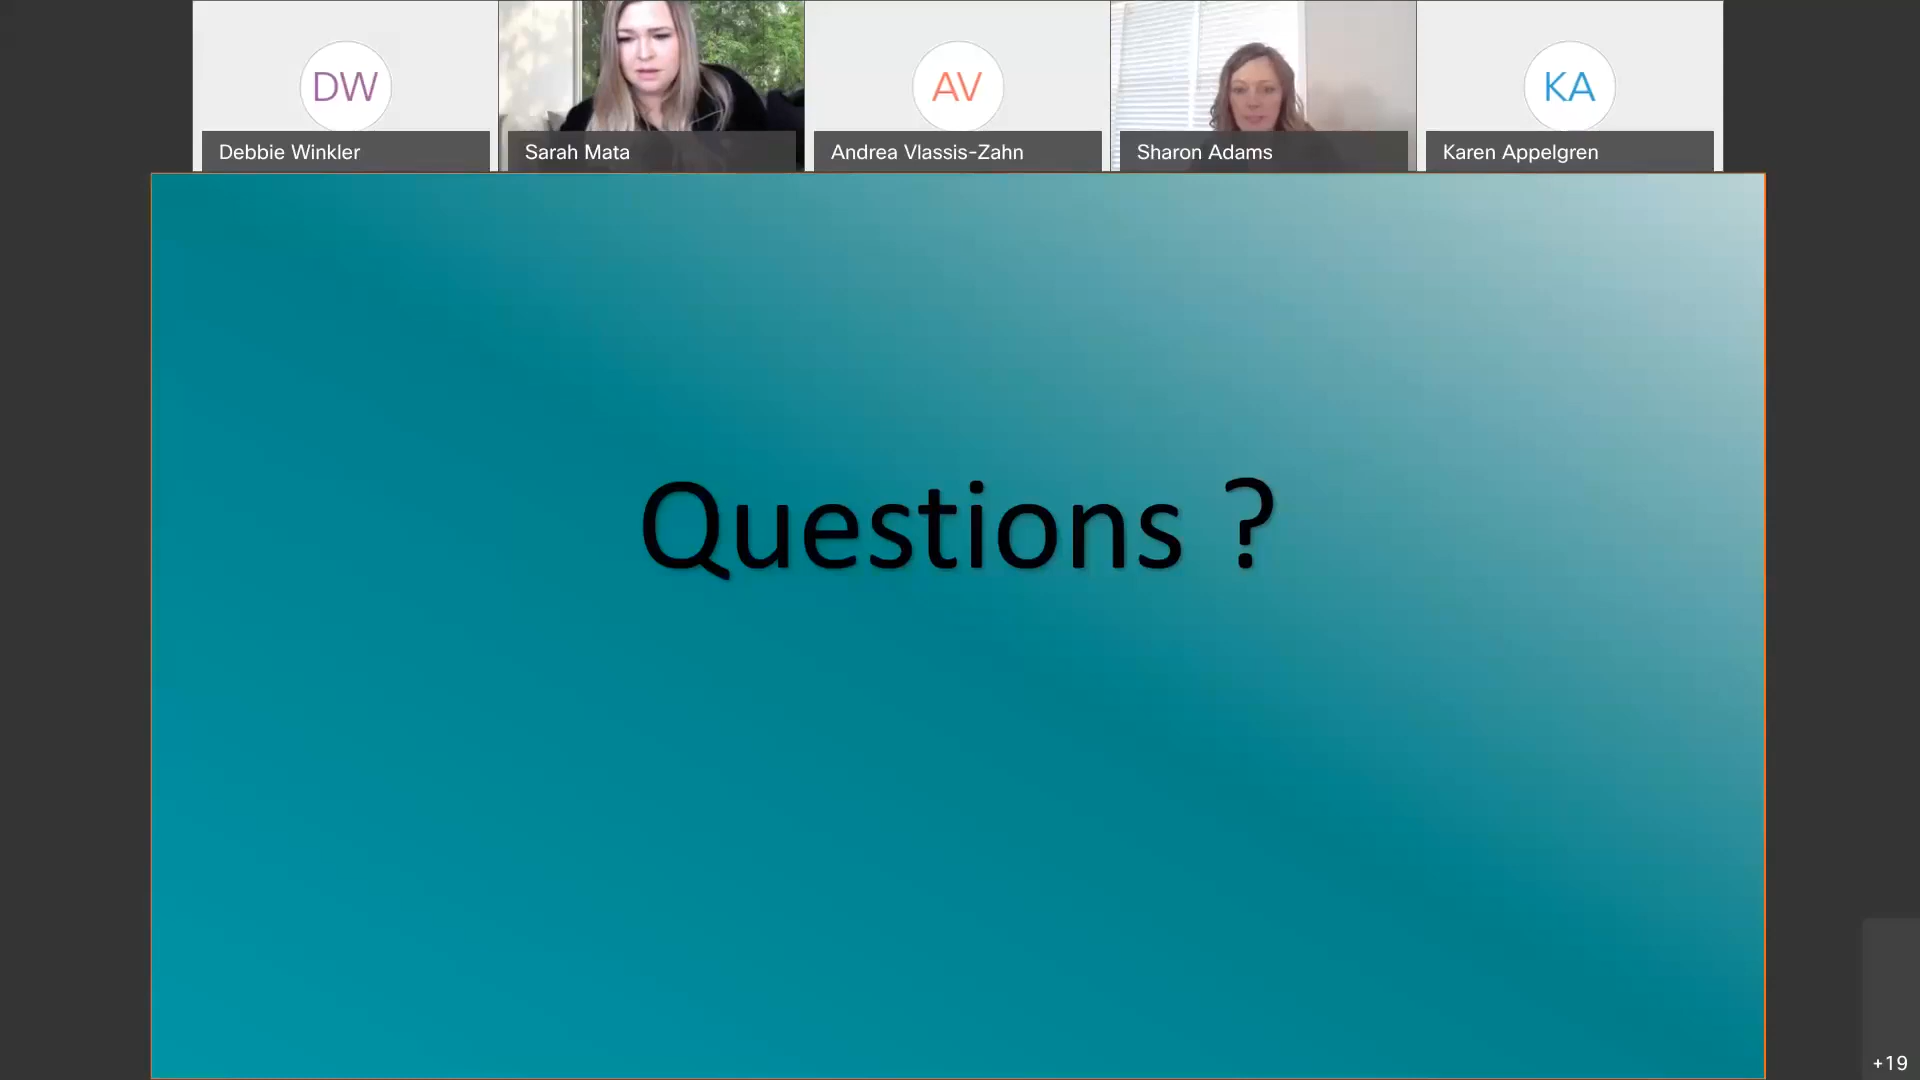 DW
AV
KA
Debbie Winkler
Sarah Mata
Andrea Vlassis-Zahn
Sharon Adams
Karen Appelgren
Questions ?
+19